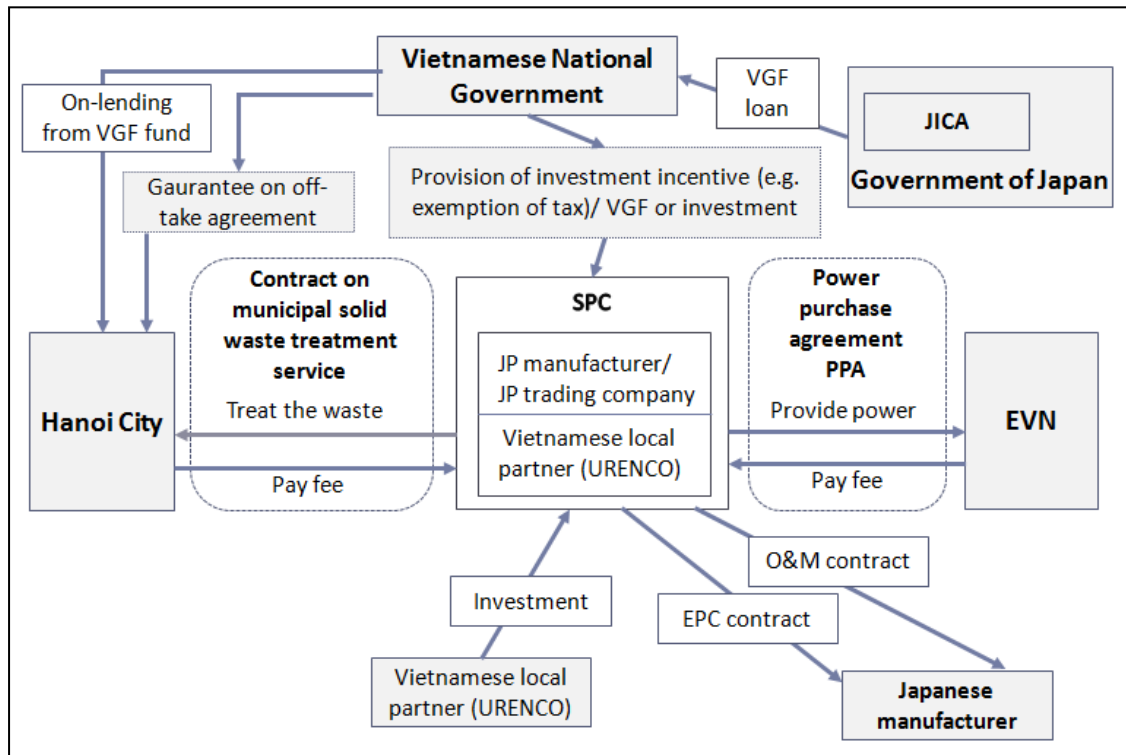 Vietnamese National
Government
VGF
loan
On-lending
from VGF fund
JICA
Government of Japan
Gaurantee on off-
take agreement
Provision of investment incentive (e.g.
exemption of tax)/ VGF or investment
Contract on
municipal solid
waste treatment
service
SPC
Power
purchase
agreement
PPA
JP manufacturer/
JP trading company
Hanoi City
Treat the waste
Provide power
EVN
Vietnamese local
partner (URENCO)
Pay fee
Pay fee
O&M contract
Investment
EPC contract
Vietnamese local
partner (URENCO)
Japanese
manufacturer